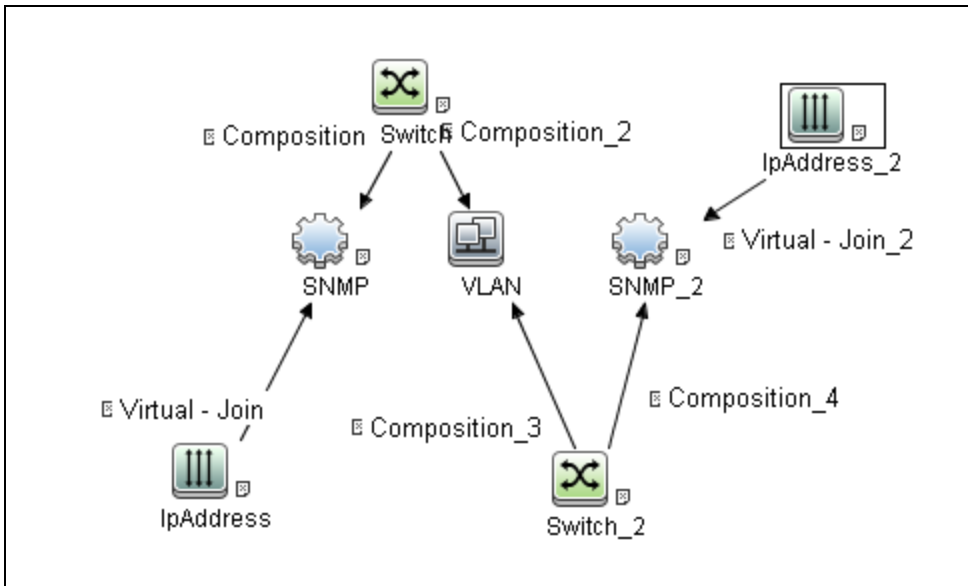 Composition
Switch
Composition_2
IpAddress_2
Virtual - Join_2
SNMP
VLAN
SNMP_2
Virtual - Join
Composition_3
Composition_4
IpAddress
Switch_2